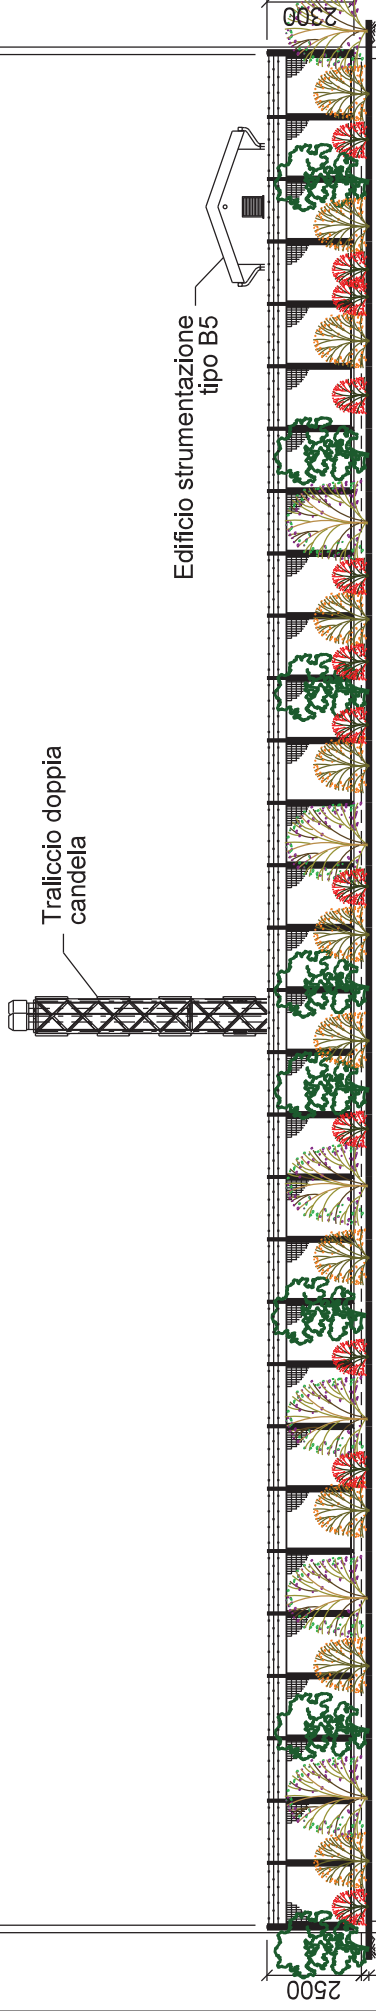 2300
Edificio strumentazione
tipo B5
Traliccio doppia
candela
2500